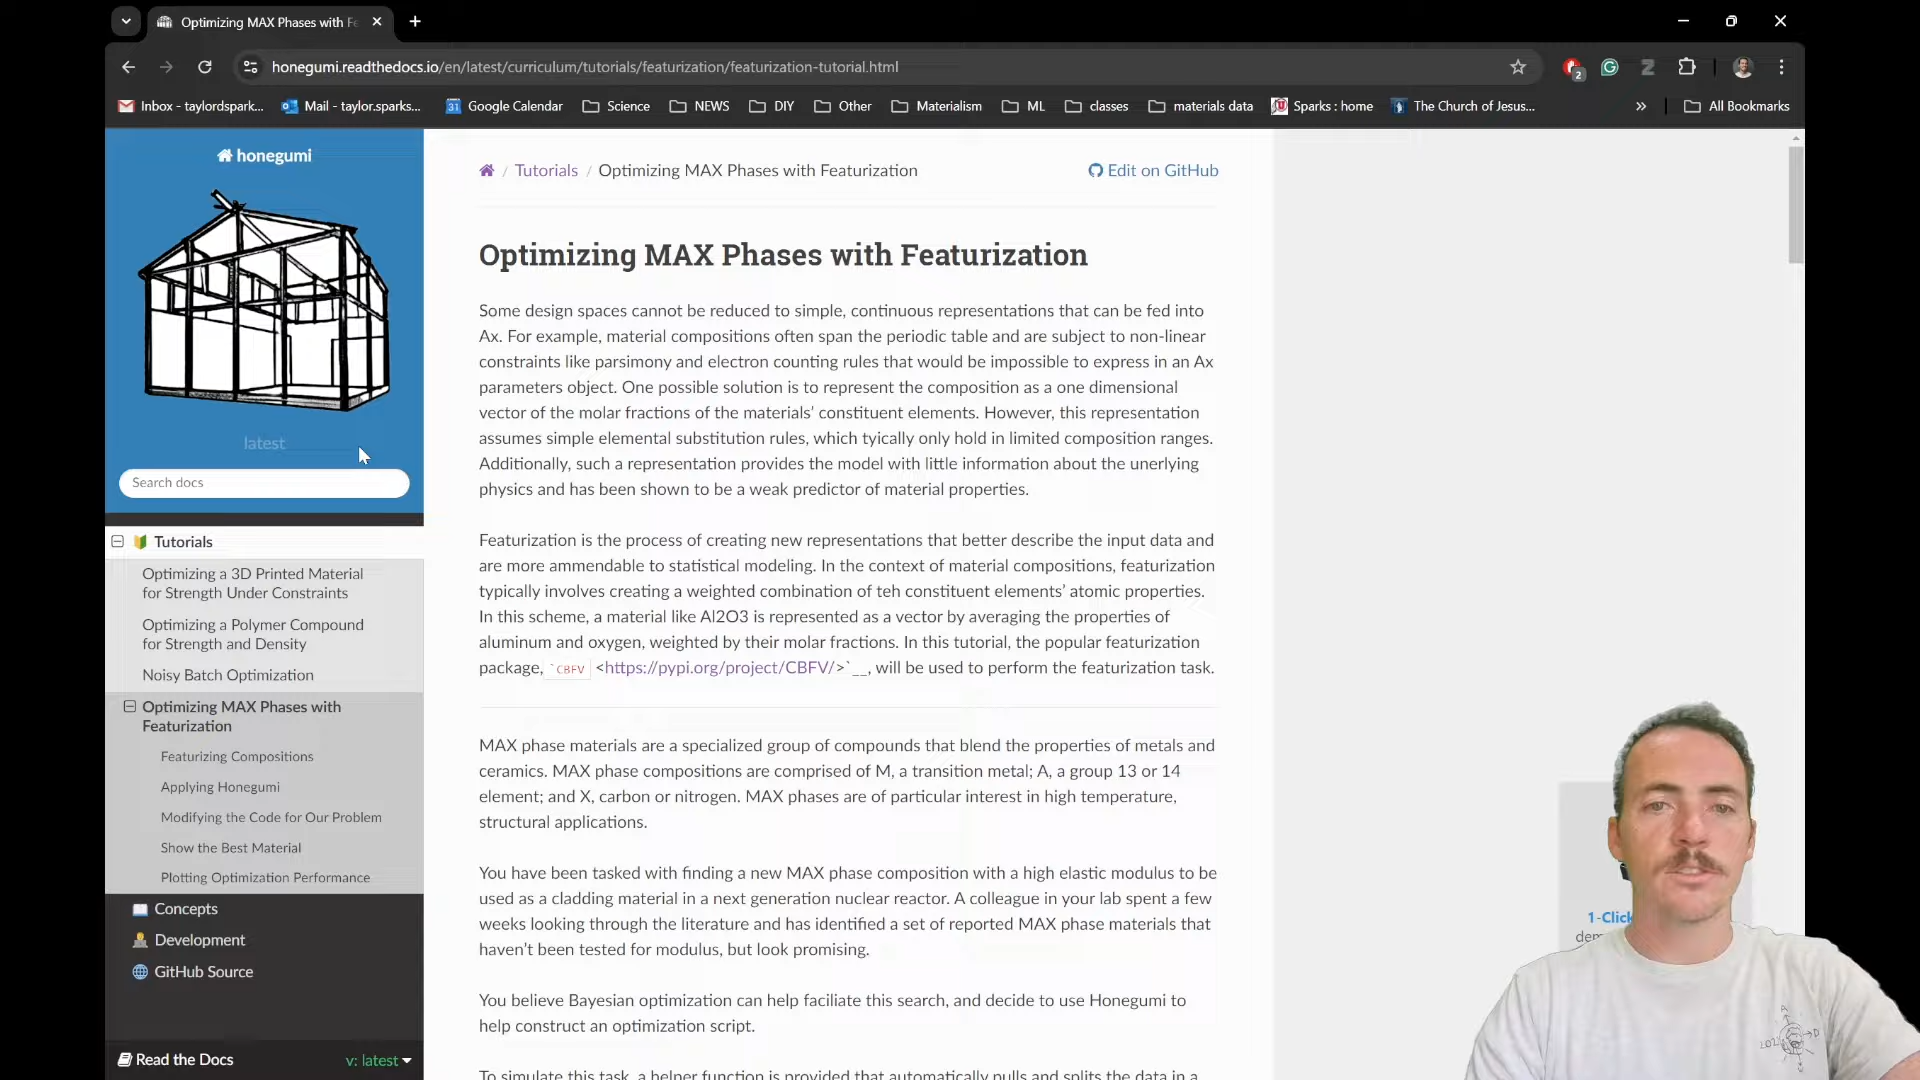 Optimizing MAX Phases with Fe
honegumi.readthedocs.io/en/latest/curriculum/tutorials/featurization/featurization-tutorial.html
2
Inbox - taylordspark... Mail - taylor.sparks... Google Calendar Science NEWS DIY Other Materialism ML classes materials data Sparks : home The Church of Jesus... » All Bookmarks
honegumi
latest
Search docs
Tutorials
Optimizing a 3D Printed Material
for Strength Under Constraints
Optimizing a Polymer Compound
for Strength and Density
Noisy Batch Optimization
Optimizing MAX Phases with
Featurization
Featurizing Compositions
Applying Honegumi
Modifying the Code for Our Problem
Show the Best Material
Plotting Optimization Performance
Concepts
Development
GitHub Source
Read the Docs v: latest
/ Tutorials / Optimizing MAX Phases with Featurization Edit on GitHub
Optimizing MAX Phases with Featurization
Some design spaces cannot be reduced to simple, continuous representations that can be fed into
Ax. For example, material compositions often span the periodic table and are subject to non-linear
constraints like parsimony and electron counting rules that would be impossible to express in an Ax
parameters object. One possible solution is to represent the composition as a one dimensional
vector of the molar fractions of the materials' constituent elements. However, this representation
assumes simple elemental substitution rules, which tyically only hold in limited composition ranges.
Additionally, such a representation provides the model with little information about the unerlying
physics and has been shown to be a weak predictor of material properties.
Featurization is the process of creating new representations that better describe the input data and
are more ammendable to statistical modeling. In the context of material compositions, featurization
typically involves creating a weighted combination of teh constituent elements' atomic properties.
In this scheme, a material like Al2O3 is represented as a vector by averaging the properties of
aluminum and oxygen, weighted by their molar fractions. In this tutorial, the popular featurization
package, `CBFV <https://pypi.org/project/CBFV/>`__, will be used to perform the featurization task.
MAX phase materials are a specialized group of compounds that blend the properties of metals and
ceramics. MAX phase compositions are comprised of M, a transition metal; A, a group 13 or 14
element; and X, carbon or nitrogen. MAX phases are of particular interest in high temperature,
structural applications.
You have been tasked with finding a new MAX phase composition with a high elastic modulus to be
used as a cladding material in a next generation nuclear reactor. A colleague in your lab spent a few
weeks looking through the literature and has identified a set of reported MAX phase materials that
haven't been tested for modulus, but look promising.
You believe Bayesian optimization can help faciliate this search, and decide to use Honegumi to
help construct an optimization script.
To simulate this task, a helper function is provided that automatically pulls and splits the data in a
1-Click